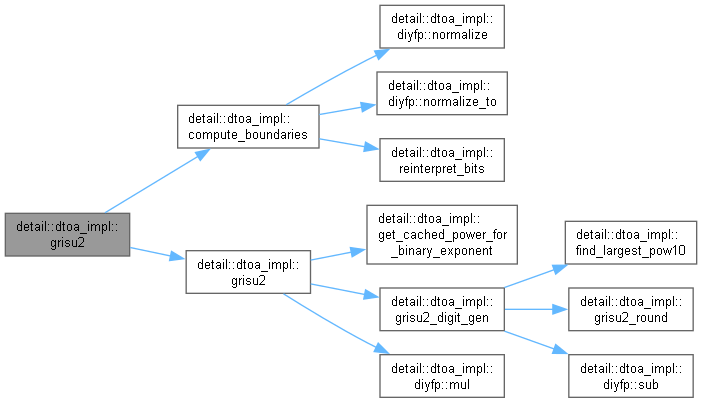 detail::dtoa_impl::
diyfp::normalize
detail::dtoa_impl::
diyfp::normalize_to
detail::dtoa_impl::
compute_boundaries
detail::dtoa_impl::
reinterpret_bits
detail::dtoa_impl::
grisu2
detail::dtoa_impl::
get_cached_power_for
_binary_exponent
detail::dtoa_impl::
find_largest_pow10
detail::dtoa_impl::
grisu2
detail::dtoa_impl::
grisu2_digit_gen
detail::dtoa_impl::
grisu2_round
detail::dtoa_impl::
diyfp::mul
detail::dtoa_impl::
diyfp::sub